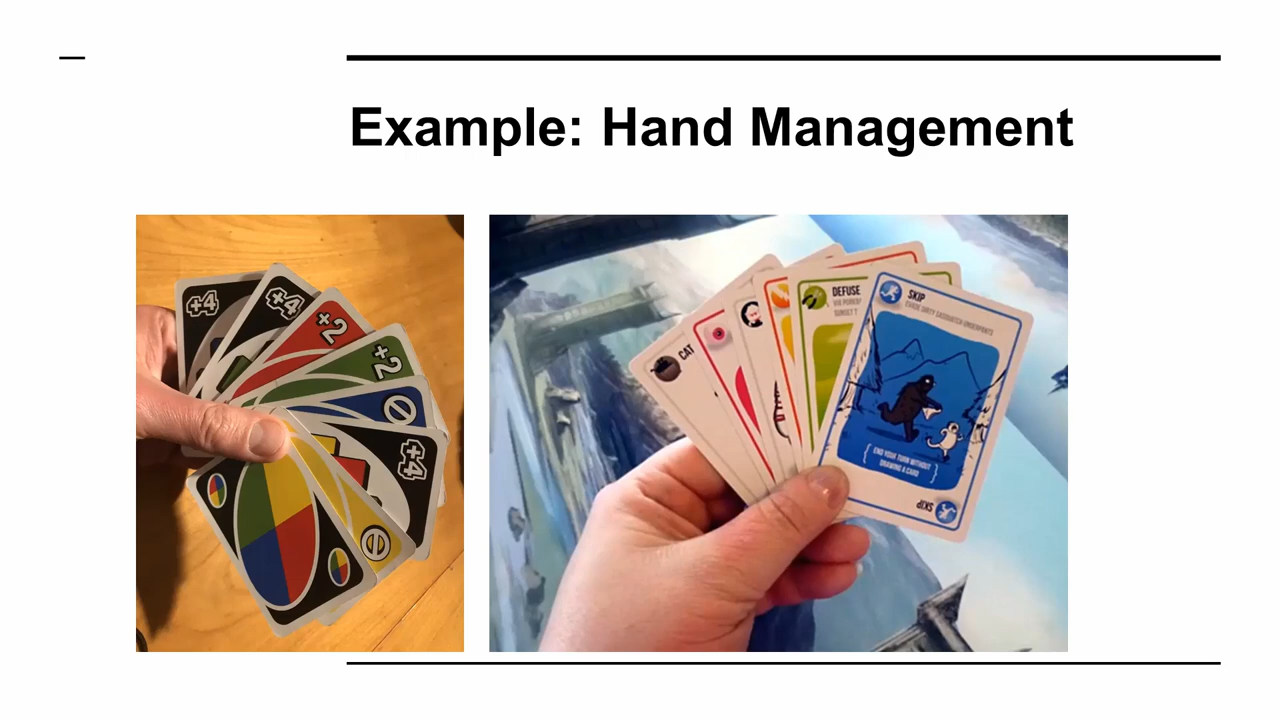 Example: Hand Management
+4
+4
+2
+2
+4
CAT
DEFUSE
SKIP
END YOUR TURN WITHOUT
DRAWING A CARD
SKIP